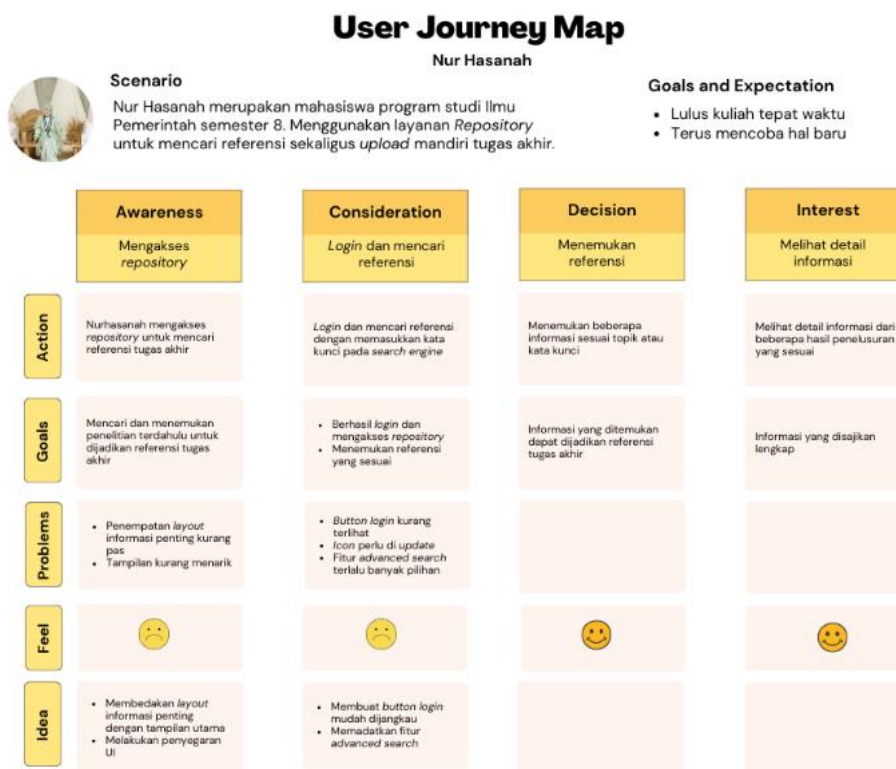 User Journey Map
Nur Hasanah
Scenario
Nur Hasanah merupakan mahasiswa program studi Ilmu
Pemerintah semester 8. Menggunakan layanan Repository
untuk mencari referensi sekaligus upload mandiri tugas akhir.
Goals and Expectation
• Lulus kuliah tepat waktu
• Terus mencoba hal baru
Awareness
Mengakses
repository
Consideration
Login dan mencari
referensi
Decision
Menemukan
referensi
Interest
Melihat detail
informasi
Action
Nurhasanah mengakses
repository untuk mencari
referensi tugas akhir
Login dan mencari referensi
dengan memasukkan kata
kunci pada search engine
Menemukan beberapa
informasi sesuai topik atau
kata kunci
Melihat detail informasi dari
beberapa hasil penelusuran
yang sesuai
Goals
Mencari dan menemukan
penelitian terdahulu untuk
dijadikan referensi tugas
akhir
• Berhasil login dan
mengakses repository
• Menemukan referensi
yang sesuai
Informasi yang ditemukan
dapat dijadikan referensi
tugas akhir
Informasi yang disajikan
lengkap
Problems
• Penempatan layout
informasi penting kurang
pas
• Tampilan kurang menarik
• Button login kurang
terlihat
• Icon perlu di update
• Fitur advanced search
terlalu banyak pilihan
Feel
Idea
• Membedakan layout
informasi penting
dengan tampilan utama
• Melakukan penyegaran
UI
• Membuat button login
mudah dijangkau
• Memadatkan fitur
advanced search